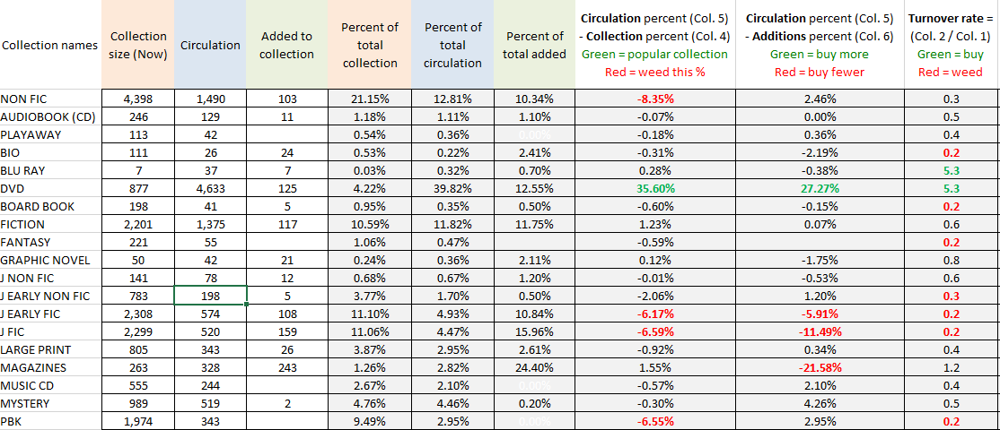 Collection names | Collection size (Now) | Circulation | Added to collection | Percent of total collection | Percent of total circulation | Percent of total added | Circulation percent (Col. 5) - Collection percent (Col. 4) Green = popular collection Red = weed this % | Circulation percent (Col. 5) - Additions percent (Col. 6) Green = buy more Red = buy fewer | Turnover rate = (Col. 2 / Col. 1) Green = buy Red = weed
NON FIC 4,398 1,490 103 21.15% 12.81% 10.34% -8.35% 2.46% 0.3
AUDIOBOOK (CD) 246 129 11 1.18% 1.11% 1.10% -0.07% 0.00% 0.5
PLAYAWAY 113 42 0.54% 0.36% 0.00% -0.18% 0.36% 0.4
BIO 111 26 24 0.53% 0.22% 2.41% -0.31% -2.19% 0.2
BLU RAY 7 37 7 0.03% 0.32% 0.70% 0.28% -0.38% 5.3
DVD 877 4,633 125 4.22% 39.82% 12.55% 35.60% 27.27% 5.3
BOARD BOOK 198 41 5 0.95% 0.35% 0.50% -0.60% -0.15% 0.2
FICTION 2,201 1,375 117 10.59% 11.82% 11.75% 1.23% 0.07% 0.6
FANTASY 221 55 1.06% 0.47% -0.59% 0.2
GRAPHIC NOVEL 50 42 21 0.24% 0.36% 2.11% 0.12% -1.75% 0.8
J NON FIC 141 78 12 0.68% 0.67% 1.20% -0.01% -0.53% 0.6
J EARLY NON FIC 783 198 5 3.77% 1.70% 0.50% -2.06% 1.20% 0.3
J EARLY FIC 2,308 574 108 11.10% 4.93% 10.84% -6.17% -5.91% 0.2
J FIC 2,299 520 159 11.06% 4.47% 15.96% -6.59% -11.49% 0.2
LARGE PRINT 805 343 26 3.87% 2.95% 2.61% -0.92% 0.34% 0.4
MAGAZINES 263 328 243 1.26% 2.82% 24.40% 1.55% -21.58% 1.2
MUSIC CD 555 244 2.67% 2.10% 0.00% -0.57% 2.10% 0.4
MYSTERY 989 519 2 4.76% 4.46% 0.20% -0.30% 4.26% 0.5
PBK 1,974 343 9.49% 2.95% 0.00% -6.55% 2.95% 0.2